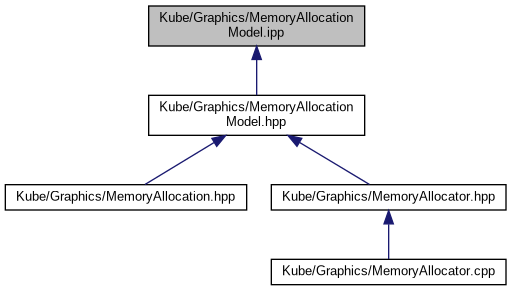 Kube/Graphics/MemoryAllocation
Model.ipp
Kube/Graphics/MemoryAllocation
Model.hpp
Kube/Graphics/MemoryAllocation.hpp
Kube/Graphics/MemoryAllocator.hpp
Kube/Graphics/MemoryAllocator.cpp